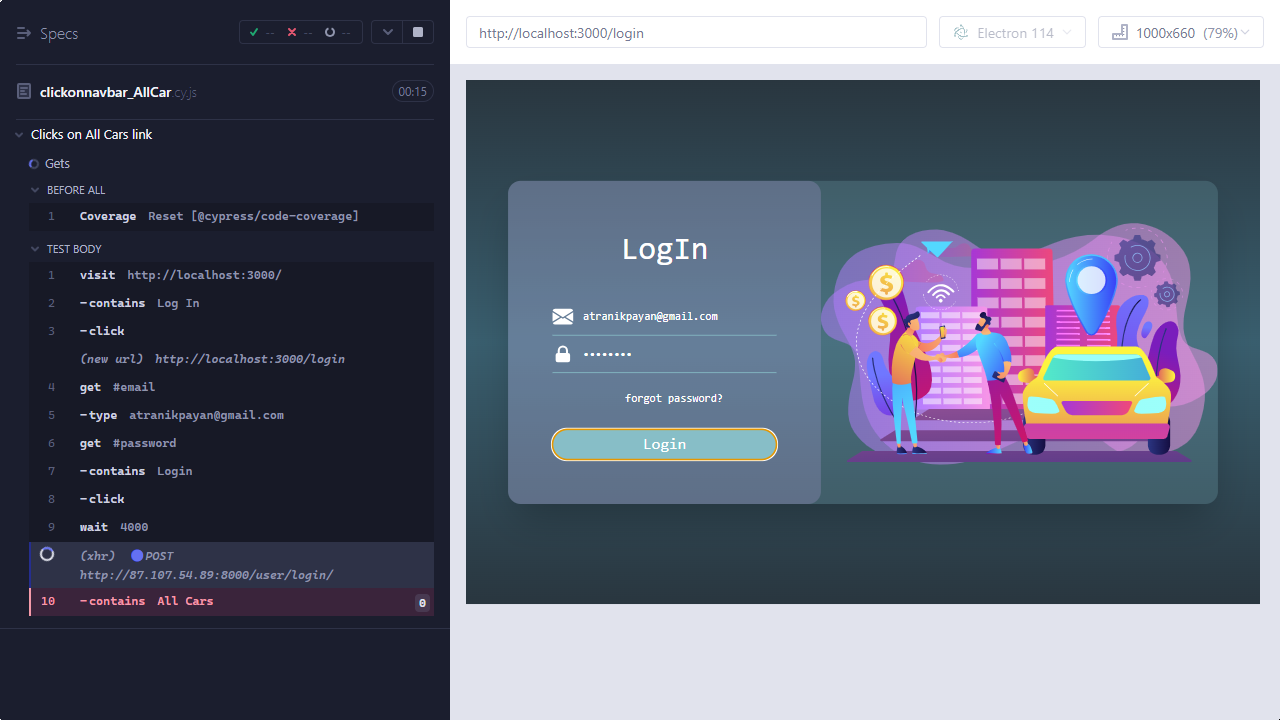 Specs
-- -- --
clickonnavbar_AllCar.cy.js 00:15
Clicks on All Cars link
Gets
BEFORE ALL
1 Coverage Reset [@cypress/code-coverage]
TEST BODY
1 visit http://localhost:3000/
2 -contains Log In
3 -click
(new url) http://localhost:3000/login
4 get #email
5 -type atranikpayan@gmail.com
6 get #password
7 -contains Login
8 -click
9 wait 4000
(xhr) POST
http://87.107.54.89:8000/user/login/
10 -contains All Cars 0
http://localhost:3000/login
Electron 114
1000x660 (79%)
LogIn
atranikpayan@gmail.com
••••••••
forgot password?
Login
$
$
$